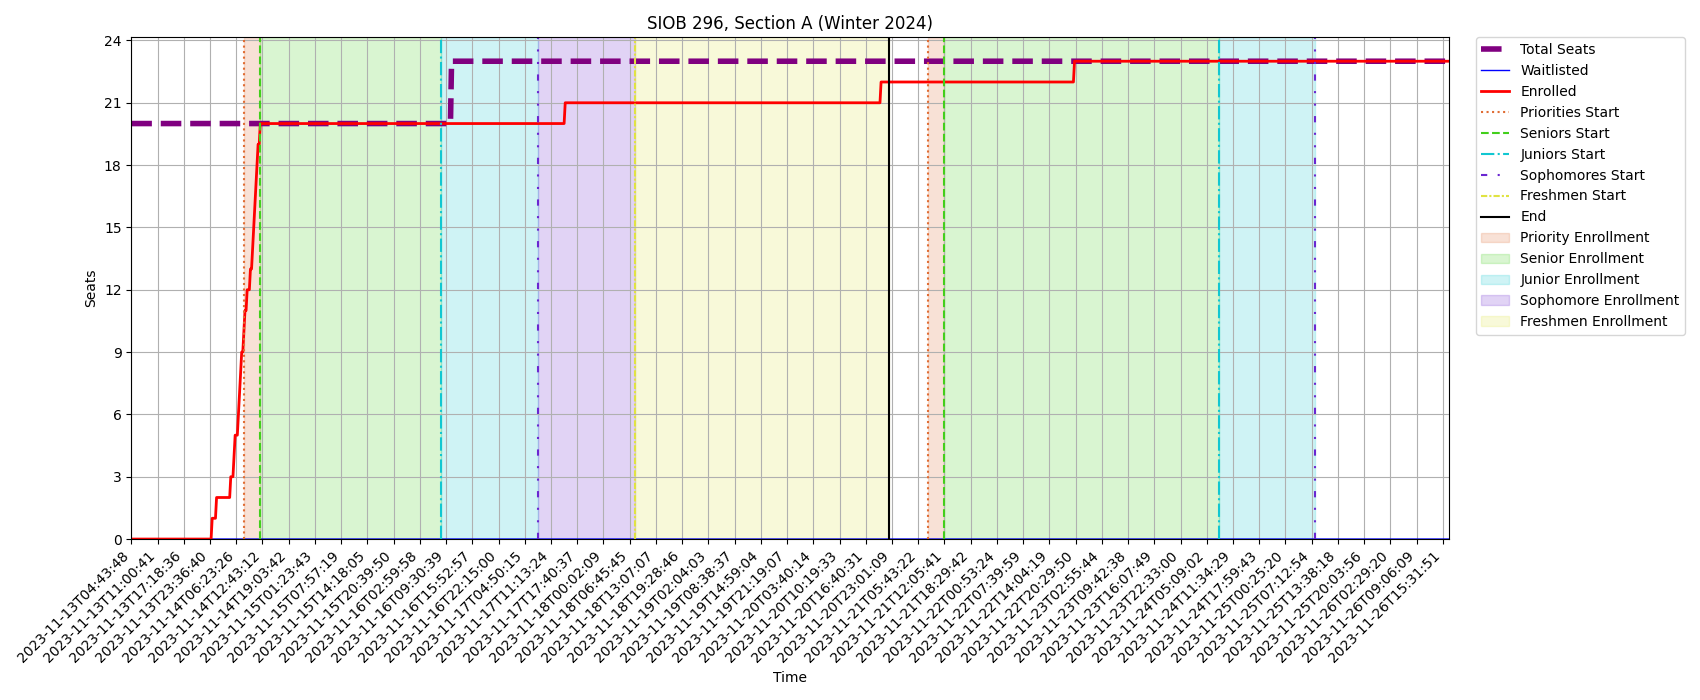 SIOB 296, Section A (Winter 2024)
24
21
18
15
12
9
6
3
0
Seats
2023-11-13T04:43:48
2023-11-13T11:00:41
2023-11-13T17:18:36
2023-11-13T23:36:40
2023-11-14T06:23:26
2023-11-14T12:43:12
2023-11-14T19:03:42
2023-11-15T01:23:43
2023-11-15T07:57:19
2023-11-15T14:18:05
2023-11-15T20:39:50
2023-11-16T02:59:58
2023-11-16T09:30:39
2023-11-16T15:52:57
2023-11-16T22:15:00
2023-11-17T04:50:15
2023-11-17T11:13:24
2023-11-17T17:40:37
2023-11-18T00:02:09
2023-11-18T06:45:45
2023-11-18T13:07:07
2023-11-18T19:28:46
2023-11-19T02:04:03
2023-11-19T08:38:37
2023-11-19T14:59:04
2023-11-19T21:19:07
2023-11-20T03:40:14
2023-11-20T10:19:33
2023-11-20T16:40:31
2023-11-20T23:01:09
2023-11-21T05:43:22
2023-11-21T12:05:41
2023-11-21T18:29:42
2023-11-22T00:53:24
2023-11-22T07:39:59
2023-11-22T14:04:19
2023-11-22T20:29:50
2023-11-23T02:55:44
2023-11-23T09:42:38
2023-11-23T16:07:49
2023-11-23T22:33:00
2023-11-24T05:09:02
2023-11-24T11:34:29
2023-11-24T17:59:43
2023-11-25T00:25:20
2023-11-25T07:12:54
2023-11-25T13:38:18
2023-11-25T20:03:56
2023-11-26T02:29:20
2023-11-26T09:06:09
2023-11-26T15:31:51
Time
Total Seats
Waitlisted
Enrolled
Priorities Start
Seniors Start
Juniors Start
Sophomores Start
Freshmen Start
End
Priority Enrollment
Senior Enrollment
Junior Enrollment
Sophomore Enrollment
Freshmen Enrollment